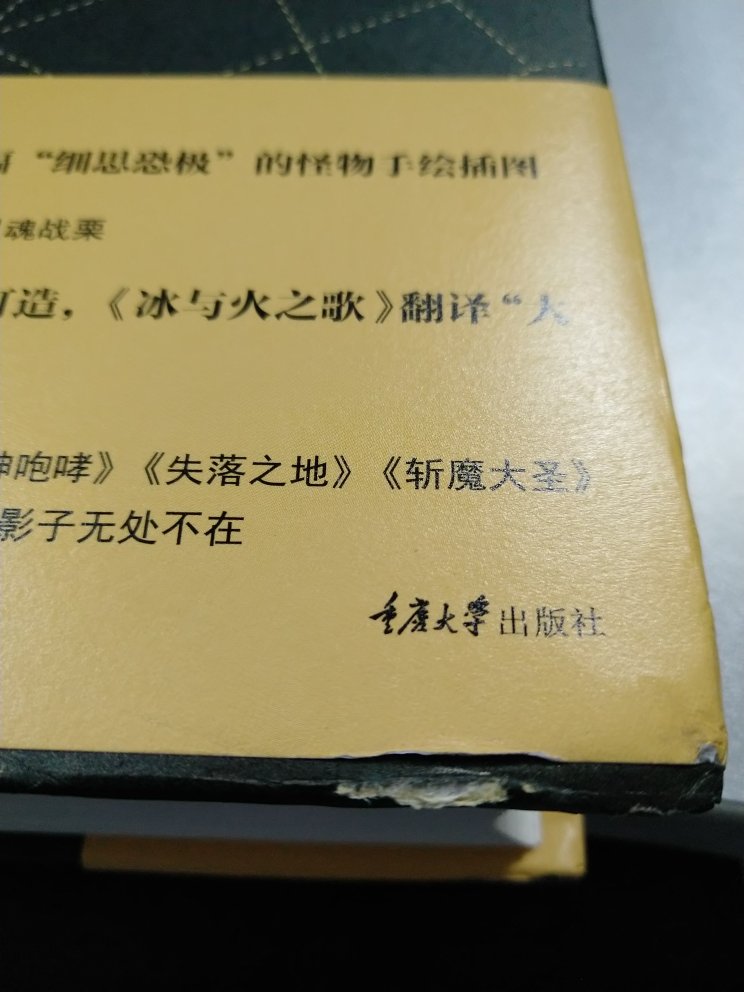 “细思恐极”的怪物手绘插图
魂战栗
打造，《冰与火之歌》翻译“大
神咆哮》《失落之地》《斩魔大圣》
影子无处不在
重庆大学出版社